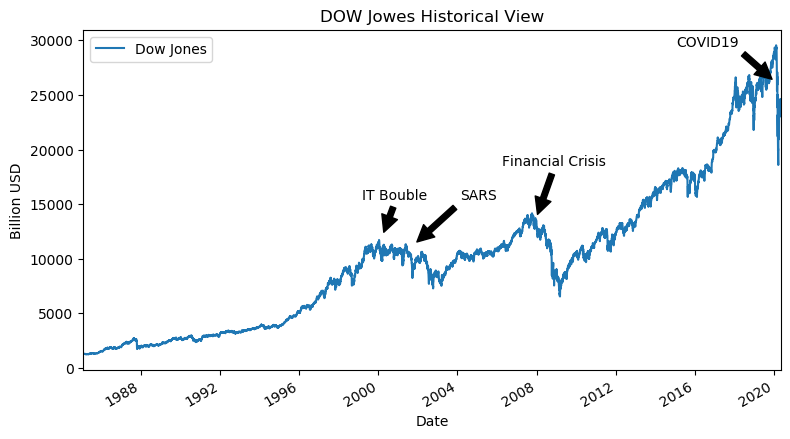 DOW Jowes Historical View
Dow Jones
COVID19
Financial Crisis
IT Bouble
SARS
Billion USD
30000
25000
20000
15000
10000
5000
0
1988
1992
1996
2000
2004
2008
2012
2016
2020
Date